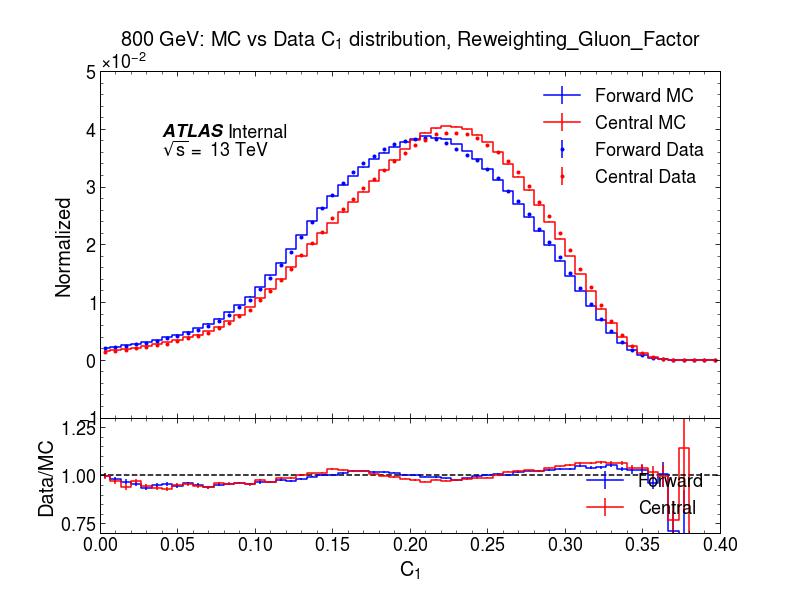 800 GeV: MC vs Data C₁ distribution, Reweighting_Gluon_Factor
×10⁻²
5
4
3
2
1
0
−1
Normalized
ATLAS Internal
√s = 13 TeV
Forward MC
Central MC
Forward Data
Central Data
1.25
1.00
0.75
Data/MC
Forward
Central
0.00 0.05 0.10 0.15 0.20 0.25 0.30 0.35 0.40
C₁